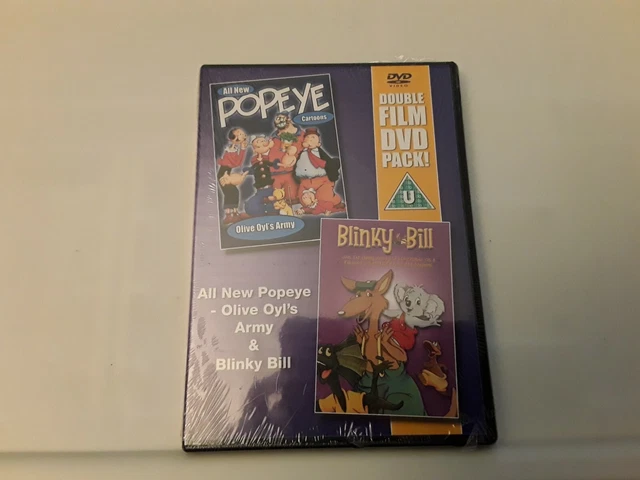 All New
POPEYE
Cartoons
Olive Oyl's Army
DVD
VIDEO
DOUBLE
FILM
DVD
PACK!
U
Blinky Bill
All New Popeye
- Olive Oyl's
Army
&
Blinky Bill